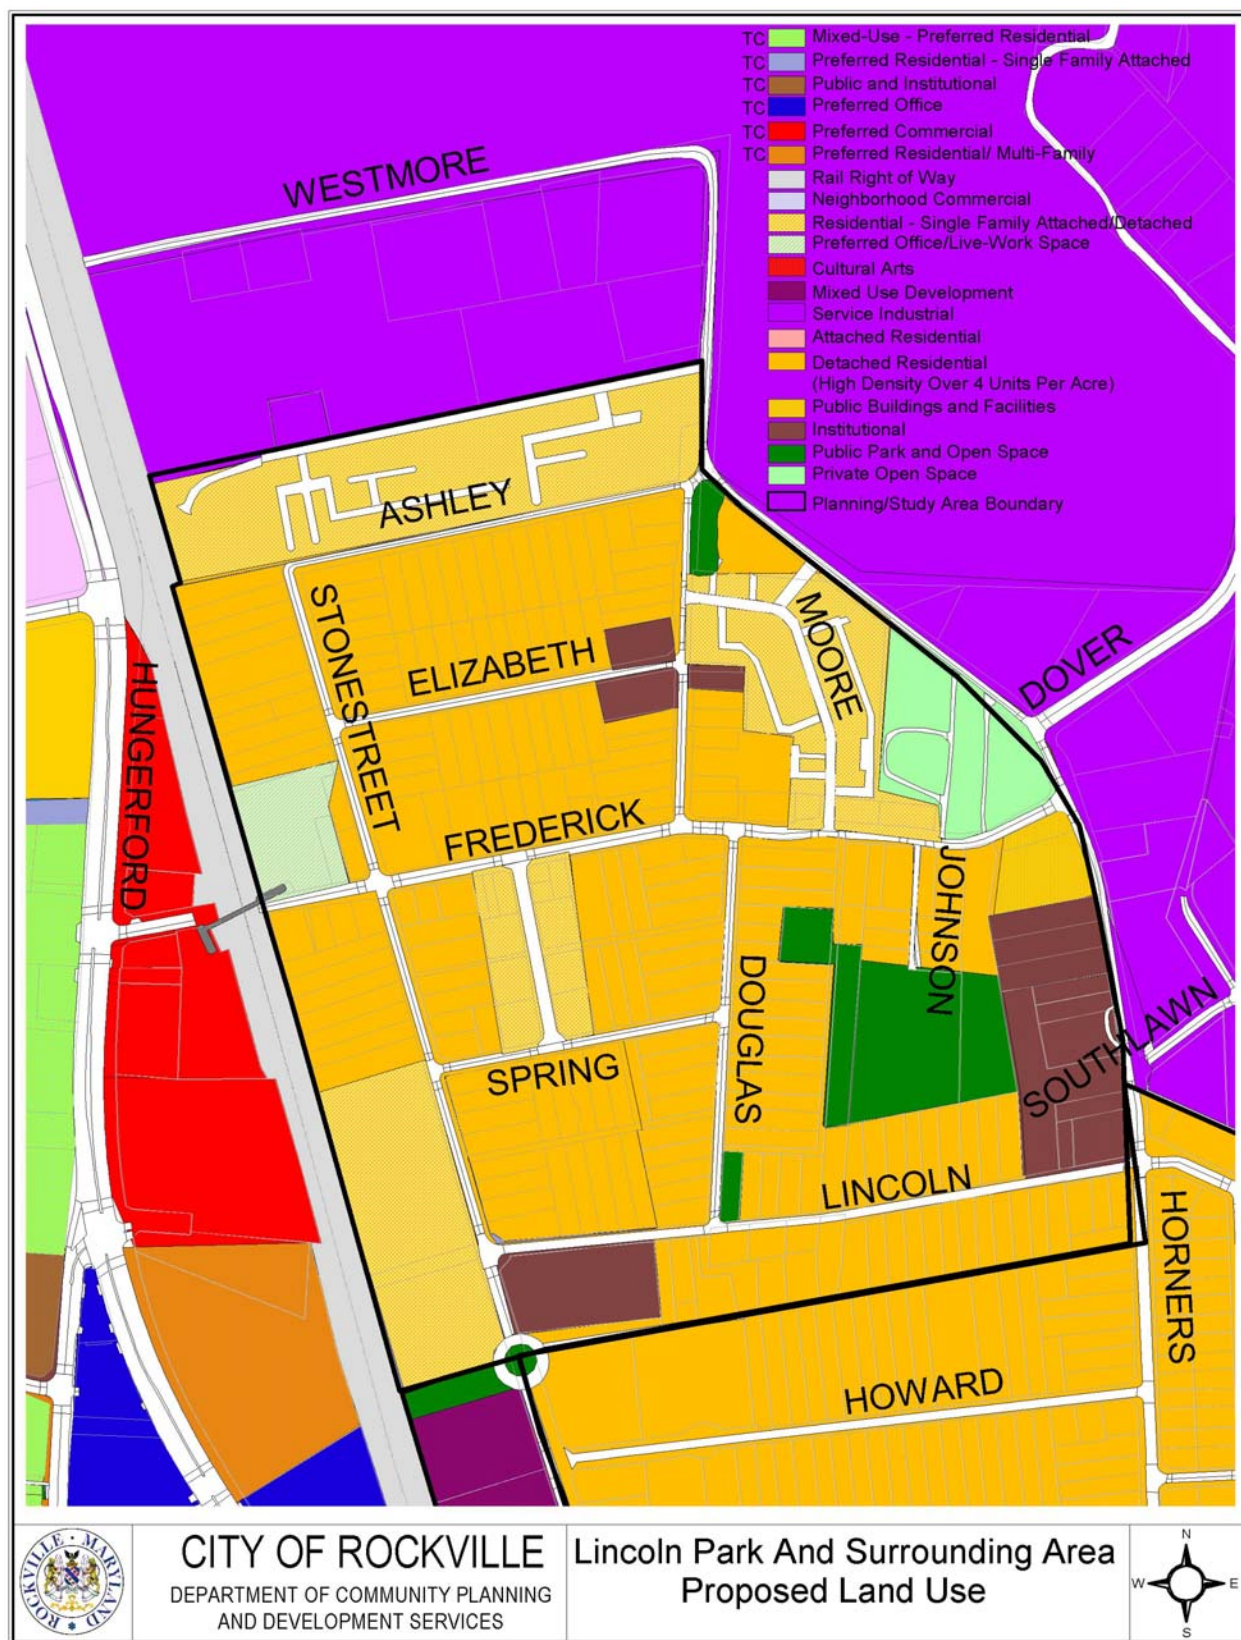 TC Mixed-Use - Preferred Residential
TC Preferred Residential - Single Family Attached
TC Public and Institutional
TC Preferred Office
TC Preferred Commercial
TC Preferred Residential/ Multi-Family
Rail Right of Way
Neighborhood Commercial
Residential - Single Family Attached/Detached
Preferred Office/Live-Work Space
Cultural Arts
Mixed Use Development
Service Industrial
Attached Residential
Detached Residential
(High Density Over 4 Units Per Acre)
Public Buildings and Facilities
Institutional
Public Park and Open Space
Private Open Space
Planning/Study Area Boundary
WESTMORE
ASHLEY
STONESTREET
MOORE
ELIZABETH
DOVER
HUNGERFORD
FREDERICK
JOHNSON
DOUGLAS
SOUTHLAWN
SPRING
LINCOLN
HORNERS
HOWARD
ROCKVILLE MARYLAND
CITY OF ROCKVILLE
DEPARTMENT OF COMMUNITY PLANNING
AND DEVELOPMENT SERVICES
Lincoln Park And Surrounding Area
Proposed Land Use
N
W E
S